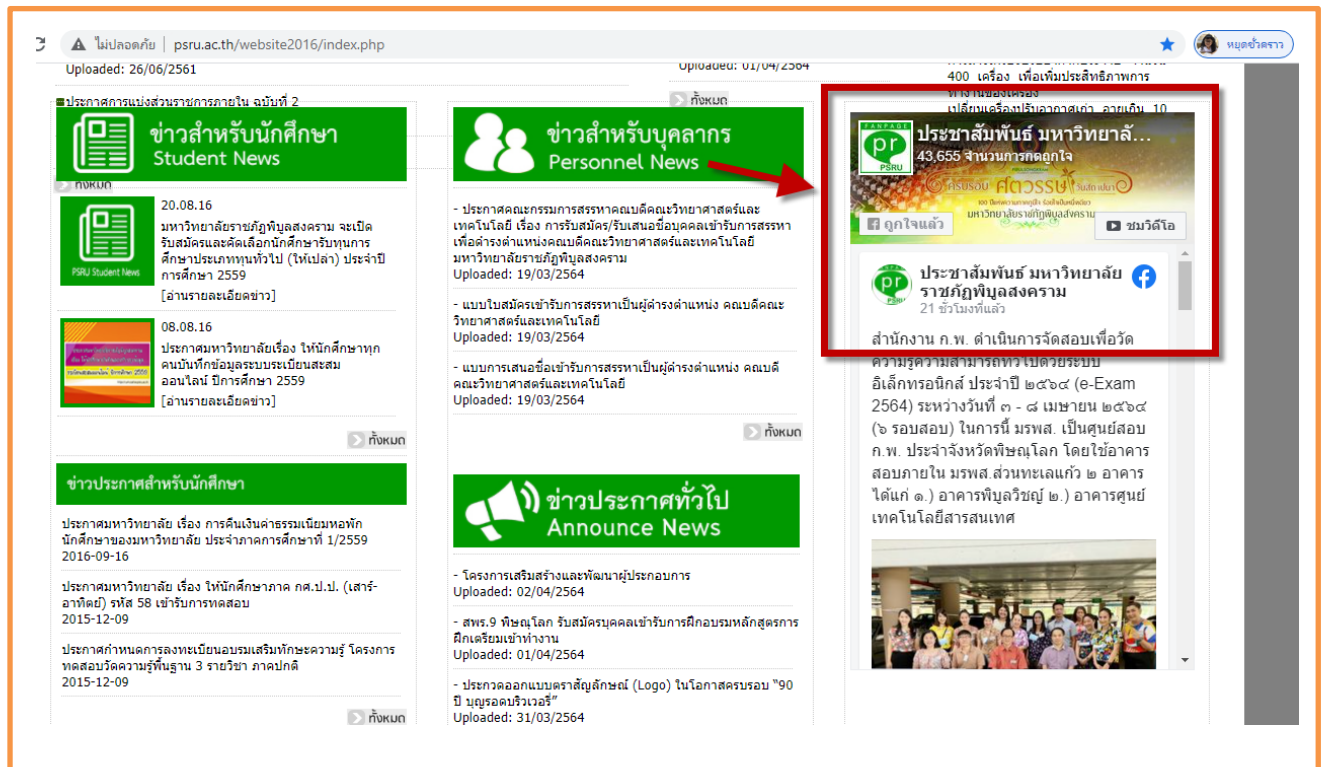 ไม่ปลอดภัย | psru.ac.th/website2016/index.php
หยุดชั่วคราว
Uploaded: 26/06/2561
ประกาศการแบ่งส่วนราชการภายใน ฉบับที่ 2
ข่าวสำหรับนักศึกษา
Student News
ทั้งหมด
20.08.16
มหาวิทยาลัยราชภัฏพิบูลสงคราม จะเปิด
รับสมัครและคัดเลือกนักศึกษารับทุนการ
ศึกษาประเภททุนทั่วไป (ให้เปล่า) ประจำปี
การศึกษา 2559
[อ่านรายละเอียดข่าว]
PSRU Student News
08.08.16
ประกาศมหาวิทยาลัยเรื่อง ให้นักศึกษาทุก
คนบันทึกข้อมูลระบบระเบียนสะสม
ออนไลน์ ปีการศึกษา 2559
[อ่านรายละเอียดข่าว]
ทั้งหมด
ข่าวประกาศสำหรับนักศึกษา
ประกาศมหาวิทยาลัย เรื่อง การคืนเงินค่าธรรมเนียมหอพัก
นักศึกษาของมหาวิทยาลัย ประจำภาคการศึกษาที่ 1/2559
2016-09-16
ประกาศมหาวิทยาลัย เรื่อง ให้นักศึกษาภาค กศ.ป.ป. (เสาร์-
อาทิตย์) รหัส 58 เข้ารับการทดสอบ
2015-12-09
ประกาศกำหนดการลงทะเบียนอบรมเสริมทักษะความรู้ โครงการ
ทดสอบวัดความรู้พื้นฐาน 3 รายวิชา ภาคปกติ
2015-12-09
ทั้งหมด
Uploaded: 01/04/2564
ทั้งหมด
ข่าวสำหรับบุคลากร
Personnel News
- ประกาศคณะกรรมการสรรหาคณบดีคณะวิทยาศาสตร์และ
เทคโนโลยี เรื่อง การรับสมัคร/รับเสนอชื่อบุคคลเข้ารับการสรรหา
เพื่อดำรงตำแหน่งคณบดีคณะวิทยาศาสตร์และเทคโนโลยี
มหาวิทยาลัยราชภัฏพิบูลสงคราม
Uploaded: 19/03/2564
- แบบใบสมัครเข้ารับการสรรหาเป็นผู้ดำรงตำแหน่ง คณบดีคณะ
วิทยาศาสตร์และเทคโนโลยี
Uploaded: 19/03/2564
- แบบการเสนอชื่อเข้ารับการสรรหาเป็นผู้ดำรงตำแหน่ง คณบดี
คณะวิทยาศาสตร์และเทคโนโลยี
Uploaded: 19/03/2564
ทั้งหมด
ข่าวประกาศทั่วไป
Announce News
- โครงการเสริมสร้างและพัฒนาผู้ประกอบการ
Uploaded: 02/04/2564
- สพร.9 พิษณุโลก รับสมัครบุคคลเข้ารับการฝึกอบรมหลักสูตรการ
ฝึกเตรียมเข้าทำงาน
Uploaded: 01/04/2564
- ประกวดออกแบบตราสัญลักษณ์ (Logo) ในโอกาสครบรอบ "90
ปี บุญรอดบริวเวอรี่"
Uploaded: 31/03/2564
400 เครื่อง เพื่อเพิ่มประสิทธิภาพการ
ทำงานของเครื่อง
เปลี่ยนเครื่องปรับอากาศเก่า อายุเกิน 10
FANPAGE
pr
PSRU
ประชาสัมพันธ์ มหาวิทยาลั...
43,655 จำนวนการกดถูกใจ
มหาวิทยาลัยราชภัฏพิบูลสงคราม
ถูกใจแล้ว
ชมวิดีโอ
pr
ประชาสัมพันธ์ มหาวิทยาลัย
ราชภัฏพิบูลสงคราม
21 ชั่วโมงที่แล้ว
สำนักงาน ก.พ. ดำเนินการจัดสอบเพื่อวัด
ความรู้ความสามารถทั่วไปด้วยระบบ
อิเล็กทรอนิกส์ ประจำปี ๒๕๖๔ (e-Exam
2564) ระหว่างวันที่ ๓ - ๘ เมษายน ๒๕๖๔
(๖ รอบสอบ) ในการนี้ มรพส. เป็นศูนย์สอบ
ก.พ. ประจำจังหวัดพิษณุโลก โดยใช้อาคาร
สอบภายใน มรพส.ส่วนทะเลแก้ว ๒ อาคาร
ได้แก่ ๑.) อาคารพิบูลวิชญ์ ๒.) อาคารศูนย์
เทคโนโลยีสารสนเทศ